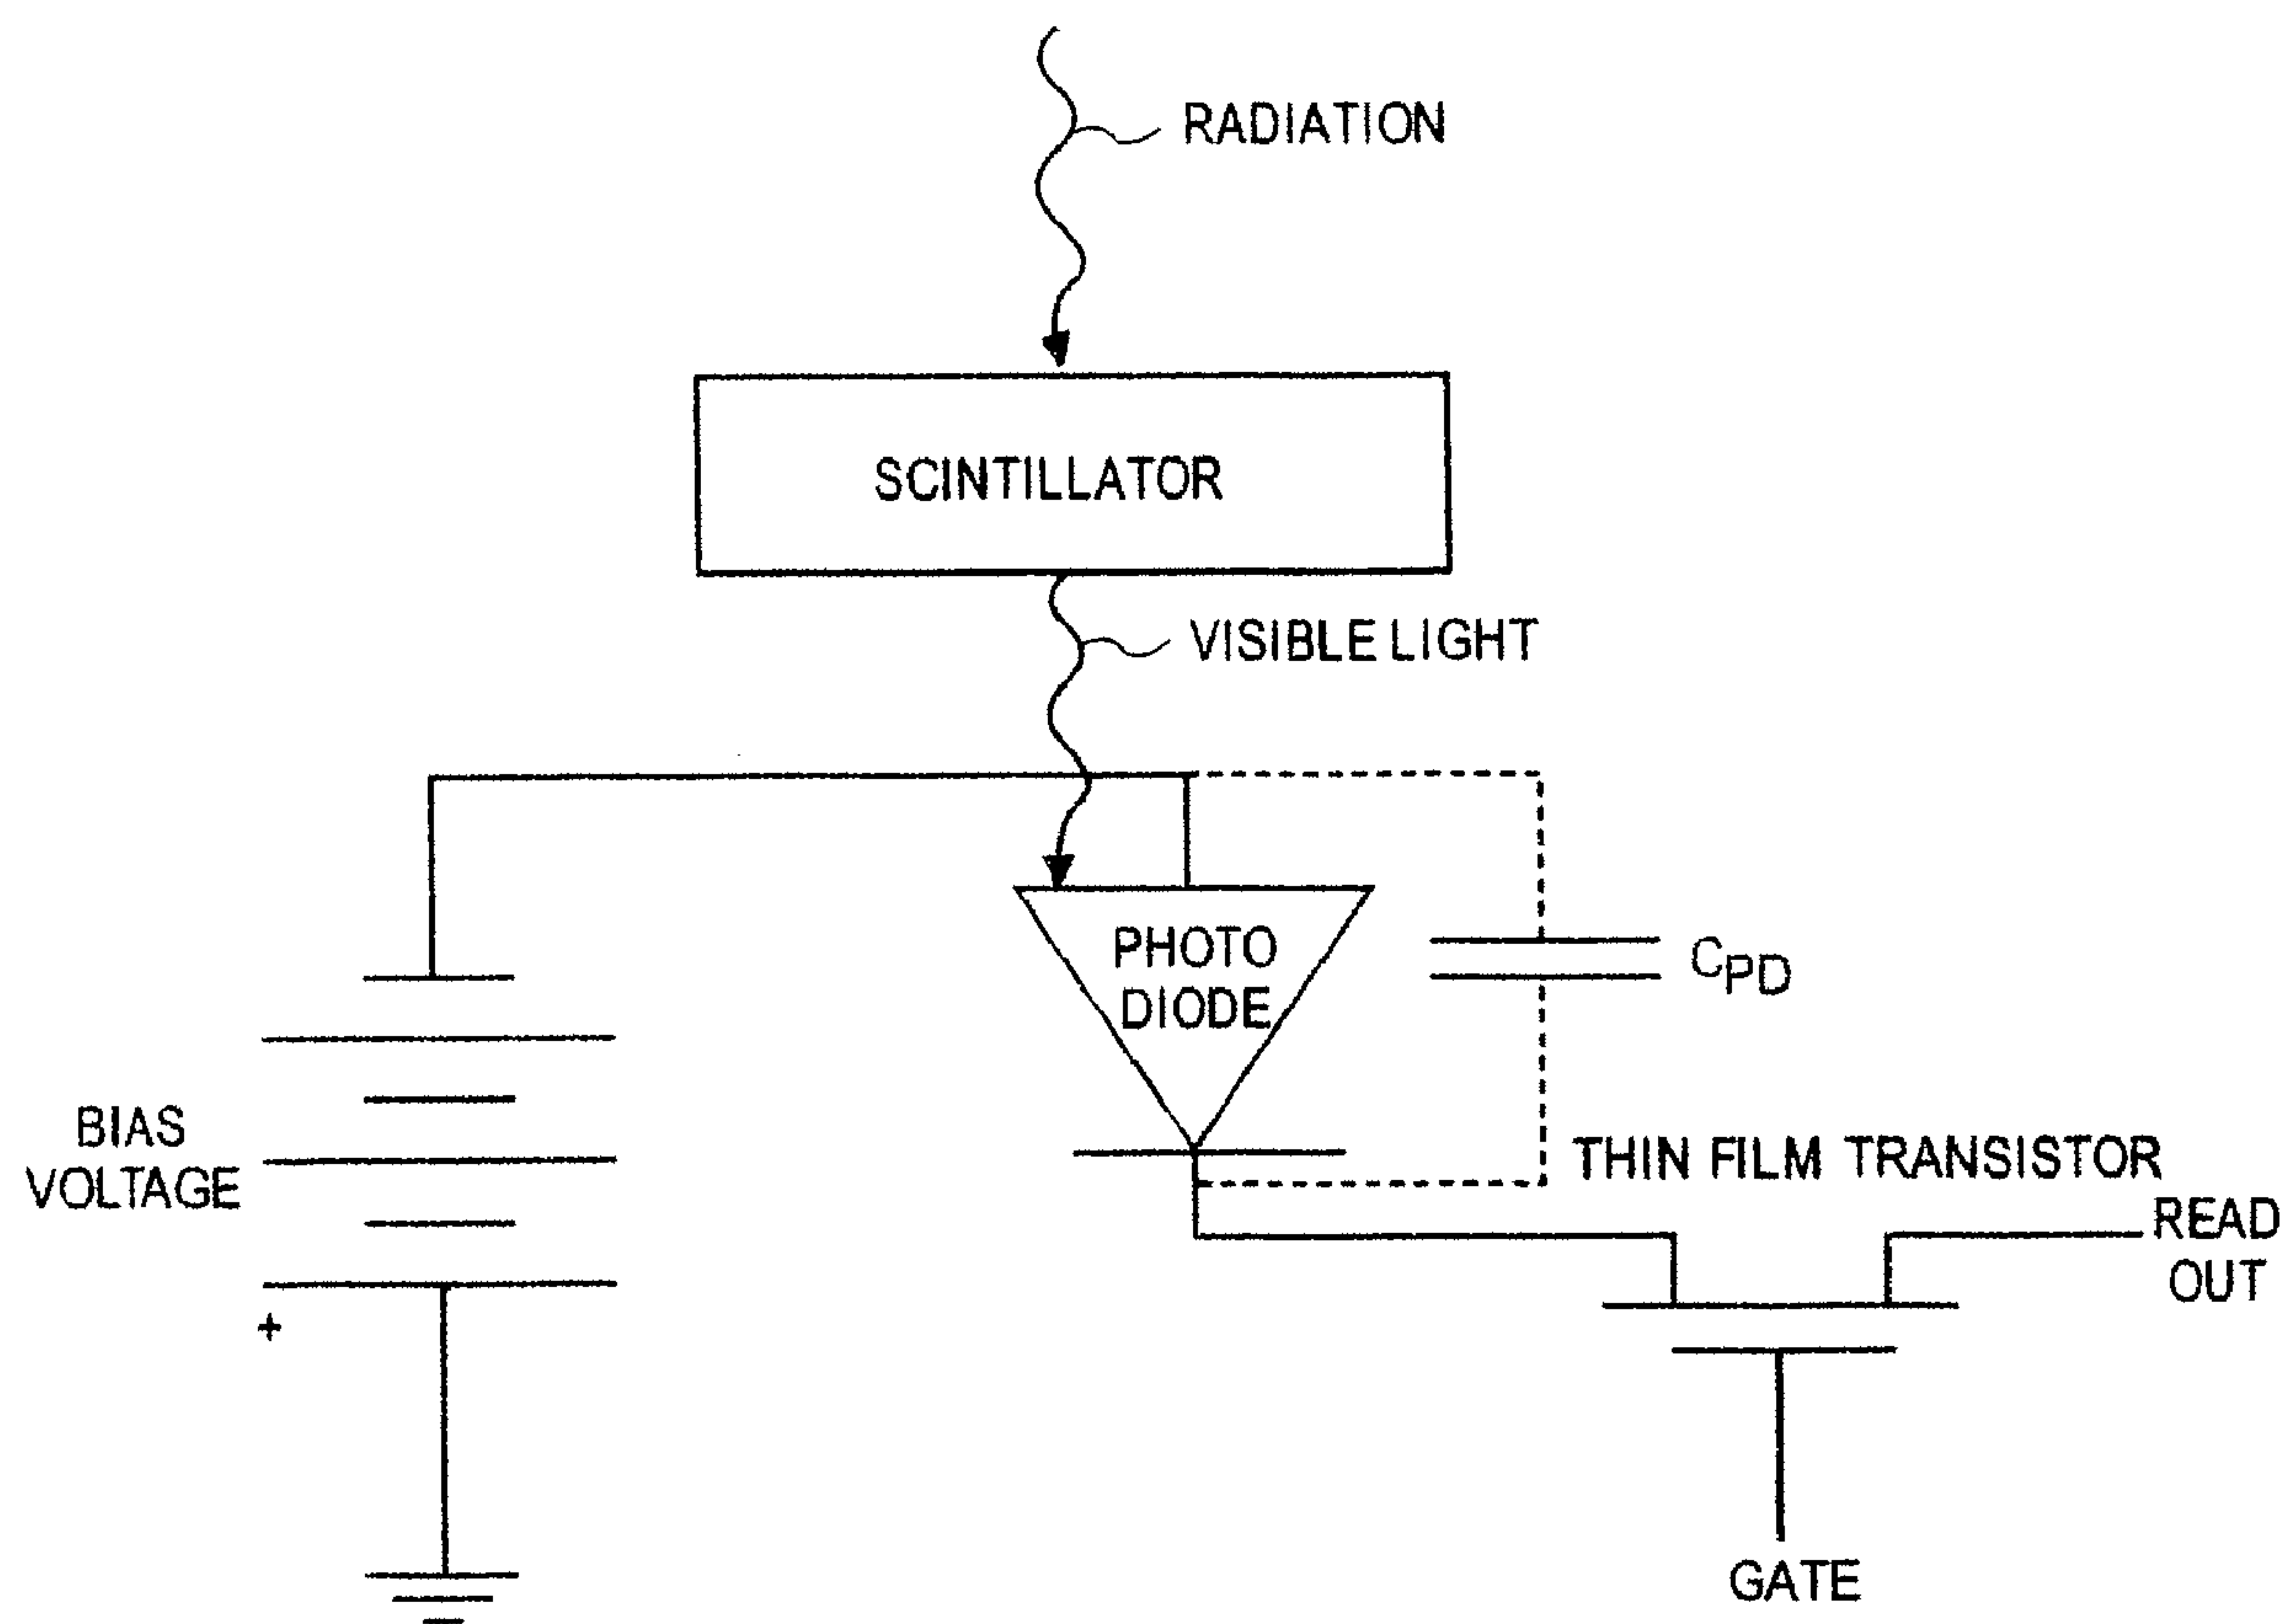 RADIATION
SCINTILLATOR
VISIBLE LIGHT
PHOTO
DIODE
CPD
BIAS
VOLTAGE
+
THIN FILM TRANSISTOR
READ
OUT
GATE